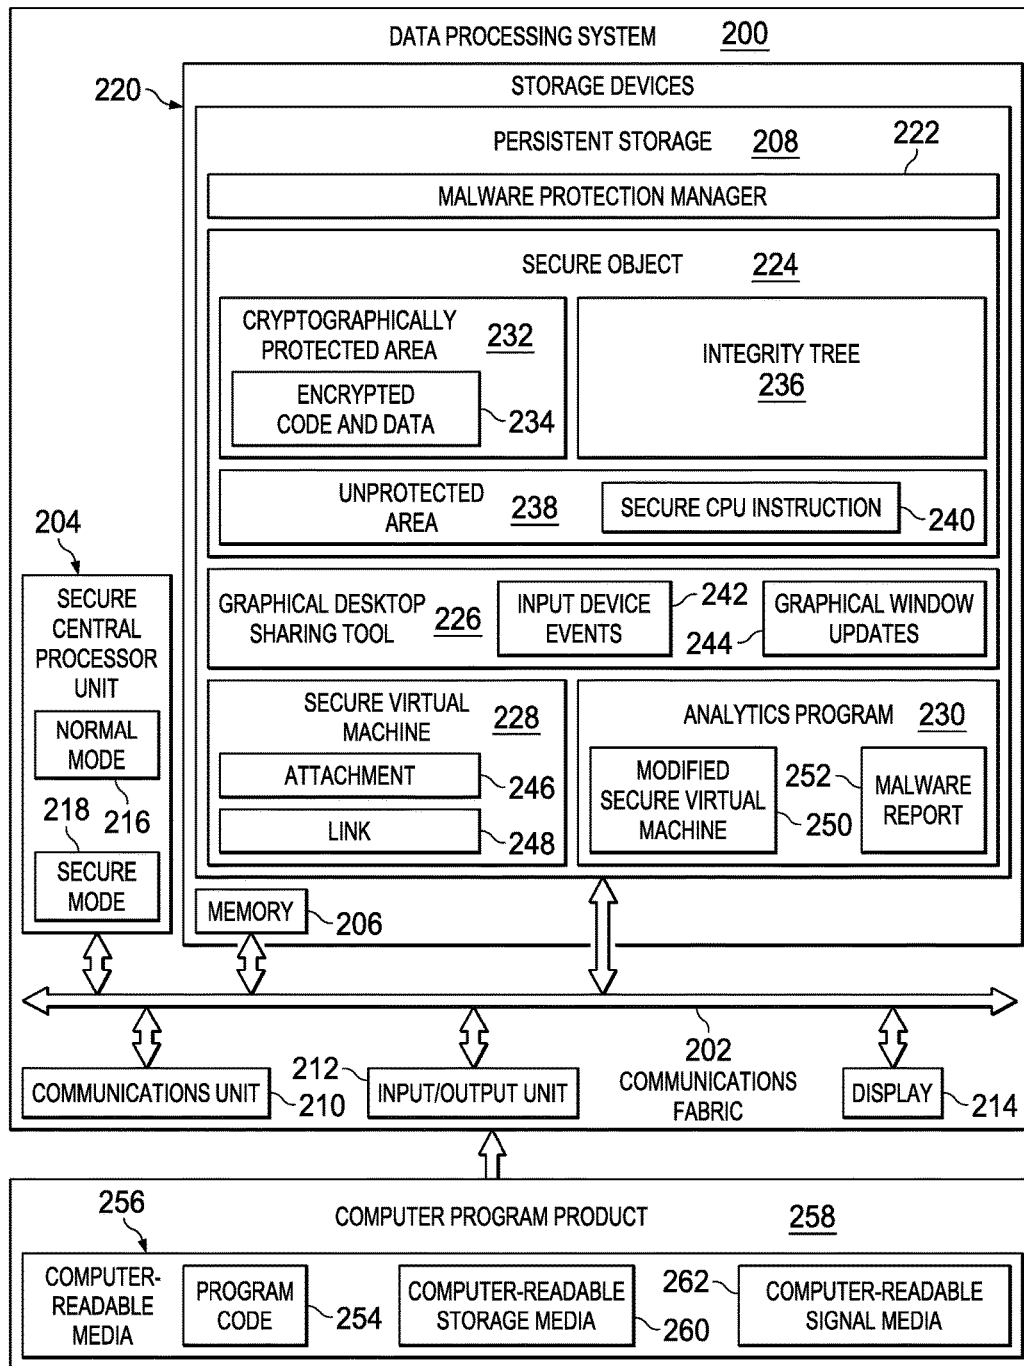 DATA PROCESSING SYSTEM 200
220
STORAGE DEVICES
PERSISTENT STORAGE 208
222
MALWARE PROTECTION MANAGER
SECURE OBJECT 224
CRYPTOGRAPHICALLY
PROTECTED AREA 232
ENCRYPTED
CODE AND DATA
234
INTEGRITY TREE
236
UNPROTECTED
AREA
238
SECURE CPU INSTRUCTION
240
204
SECURE
CENTRAL
PROCESSOR
UNIT
NORMAL
MODE
216
218
SECURE
MODE
GRAPHICAL DESKTOP
SHARING TOOL
226
INPUT DEVICE
EVENTS
242
244
GRAPHICAL WINDOW
UPDATES
SECURE VIRTUAL
MACHINE
228
ATTACHMENT
246
LINK
248
ANALYTICS PROGRAM 230
MODIFIED
SECURE VIRTUAL
MACHINE
250
252
MALWARE
REPORT
MEMORY
206
202
COMMUNICATIONS
FABRIC
COMMUNICATIONS UNIT
210
212
INPUT/OUTPUT UNIT
DISPLAY
214
256
COMPUTER PROGRAM PRODUCT 258
COMPUTER-
READABLE
MEDIA
PROGRAM
CODE
254
COMPUTER-READABLE
STORAGE MEDIA
260
262
COMPUTER-READABLE
SIGNAL MEDIA